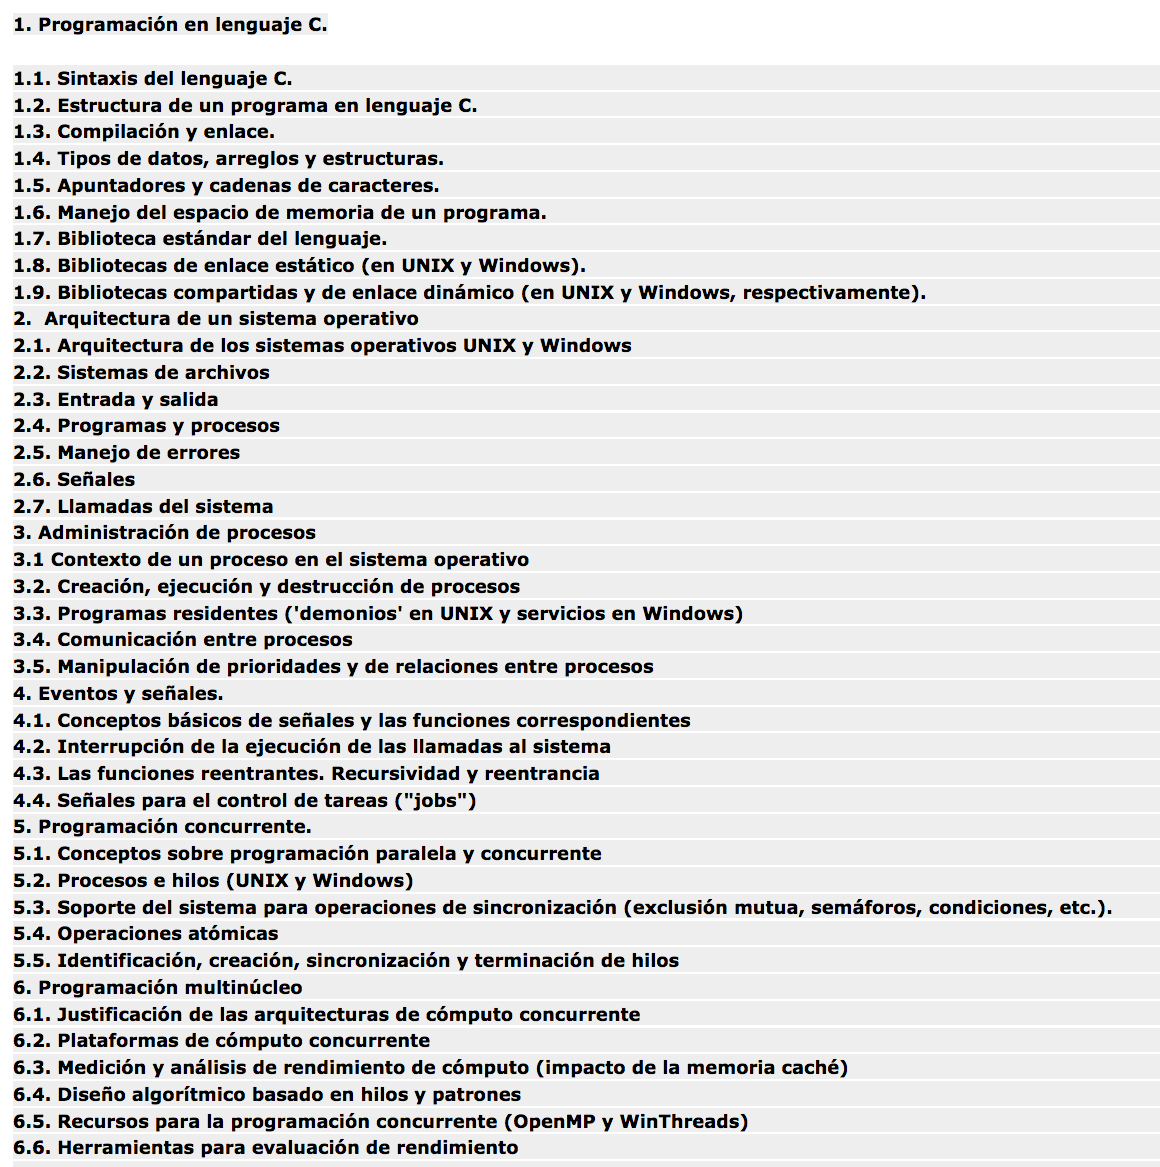 1. Programación en lenguaje C.
1.1. Sintaxis del lenguaje C.
1.2. Estructura de un programa en lenguaje C.
1.3. Compilación y enlace.
1.4. Tipos de datos, arreglos y estructuras.
1.5. Apuntadores y cadenas de caracteres.
1.6. Manejo del espacio de memoria de un programa.
1.7. Biblioteca estándar del lenguaje.
1.8. Bibliotecas de enlace estático (en UNIX y Windows).
1.9. Bibliotecas compartidas y de enlace dinámico (en UNIX y Windows, respectivamente).
2.  Arquitectura de un sistema operativo
2.1. Arquitectura de los sistemas operativos UNIX y Windows
2.2. Sistemas de archivos
2.3. Entrada y salida
2.4. Programas y procesos
2.5. Manejo de errores
2.6. Señales
2.7. Llamadas del sistema
3. Administración de procesos
3.1 Contexto de un proceso en el sistema operativo
3.2. Creación, ejecución y destrucción de procesos
3.3. Programas residentes ('demonios' en UNIX y servicios en Windows)
3.4. Comunicación entre procesos
3.5. Manipulación de prioridades y de relaciones entre procesos
4. Eventos y señales.
4.1. Conceptos básicos de señales y las funciones correspondientes
4.2. Interrupción de la ejecución de las llamadas al sistema
4.3. Las funciones reentrantes. Recursividad y reentrancia
4.4. Señales para el control de tareas ("jobs")
5. Programación concurrente.
5.1. Conceptos sobre programación paralela y concurrente
5.2. Procesos e hilos (UNIX y Windows)
5.3. Soporte del sistema para operaciones de sincronización (exclusión mutua, semáforos, condiciones, etc.).
5.4. Operaciones atómicas
5.5. Identificación, creación, sincronización y terminación de hilos
6. Programación multinúcleo
6.1. Justificación de las arquitecturas de cómputo concurrente
6.2. Plataformas de cómputo concurrente
6.3. Medición y análisis de rendimiento de cómputo (impacto de la memoria caché)
6.4. Diseño algorítmico basado en hilos y patrones
6.5. Recursos para la programación concurrente (OpenMP y WinThreads)
6.6. Herramientas para evaluación de rendimiento